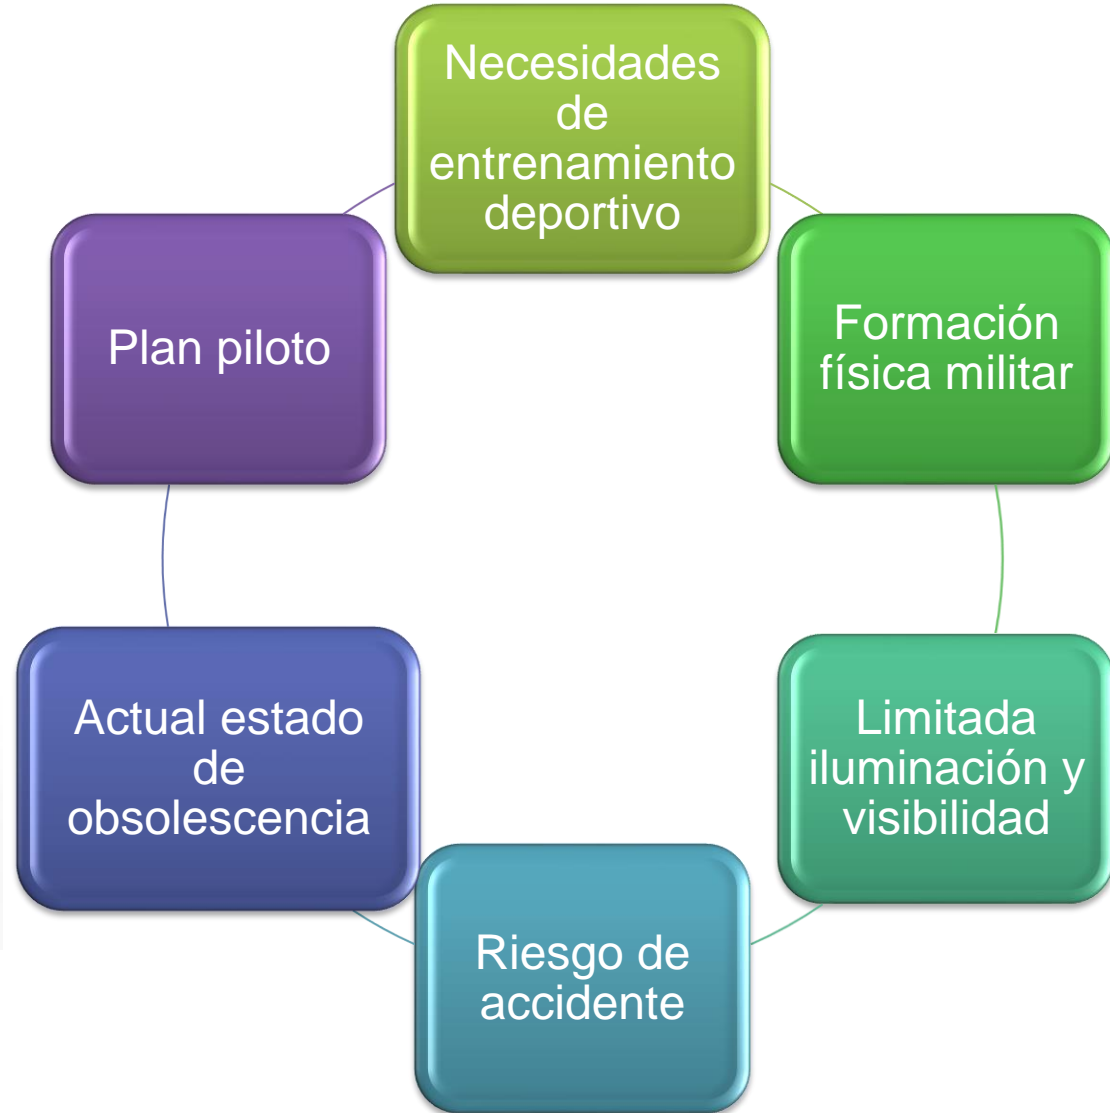 Necesidades
de
entrenamiento
deportivo
Formación
física militar
Limitada
iluminación y
visibilidad
Riesgo de
accidente
Actual estado
de
obsolescencia
Plan piloto